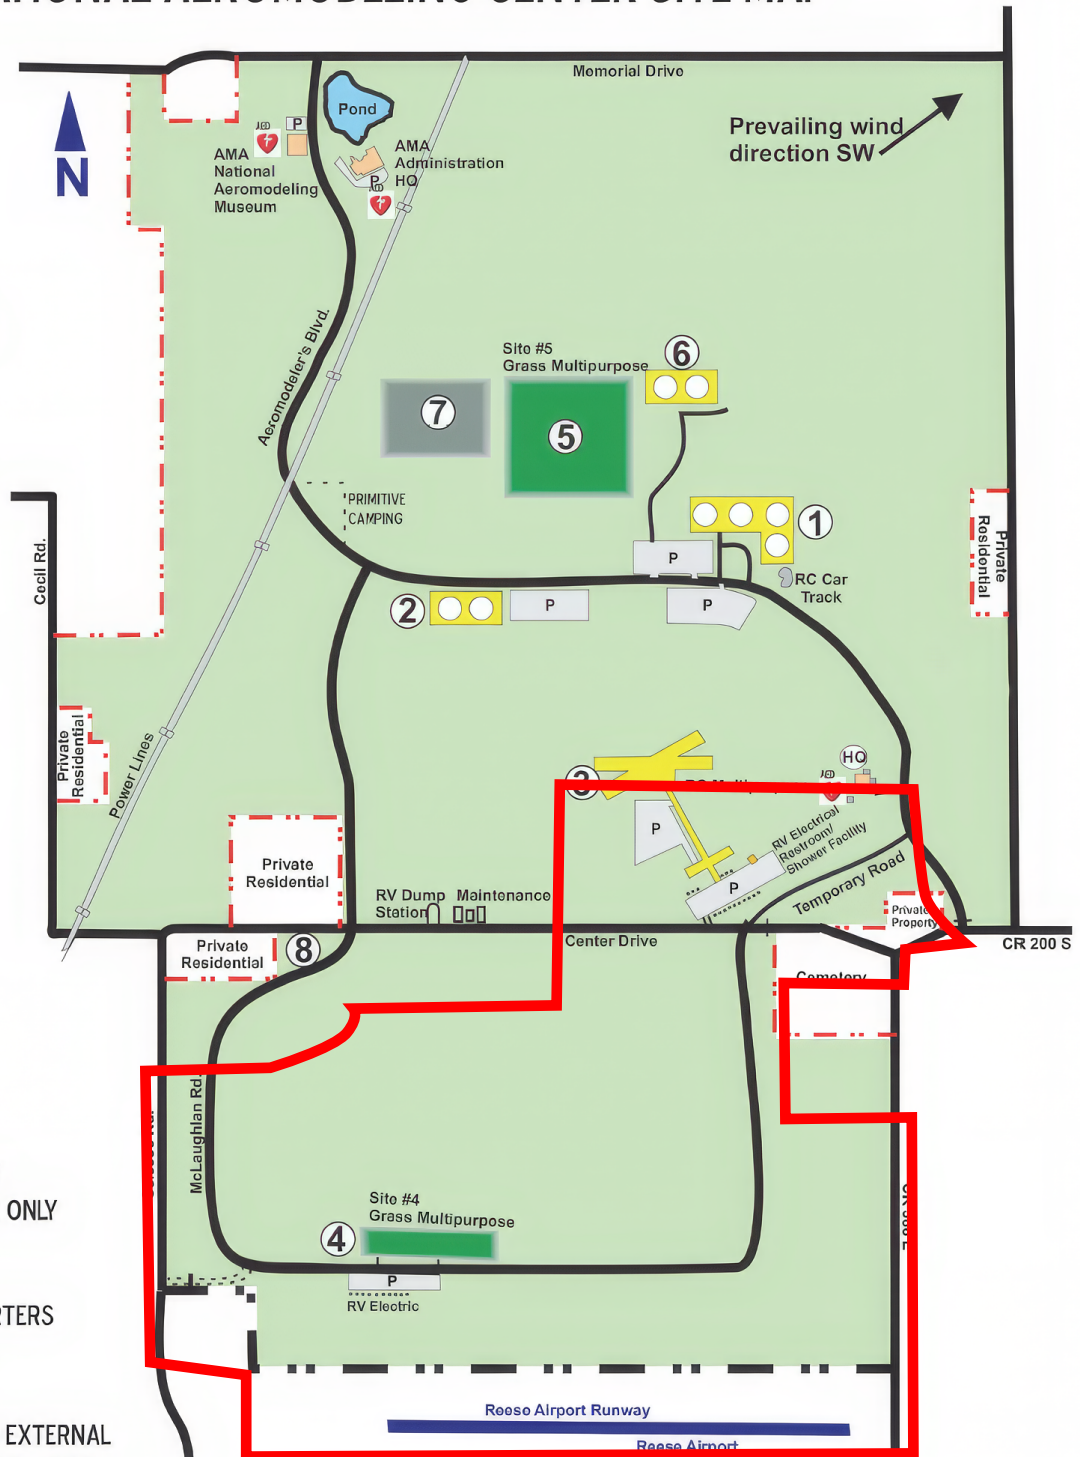 Memorial Drive
Pond
P
AMA
National
Aeromodeling
Museum
AMA
Administration
HQ
P
Prevailing wind
direction SW
N
Aeromodeler's Blvd.
Site #5
Grass Multipurpose
6
7
5
PRIMITIVE
CAMPING
1
P
RC Car
Track
2
P
P
Cecil Rd.
Private
Residential
Private
Residential
Power Lines
3
HQ
P
RV Electrical
Restroom/
Shower Facility
P
Temporary Road
Private
Residential
RV Dump
Station
Maintenance
Private
Property
Center Drive
CR 200 S
Private
Residential
8
Cemetery
McLaughlan Rd.
Site #4
Grass Multipurpose
4
P
RV Electric
ONLY
EXTERNAL
Reese Airport Runway
Reese Airport